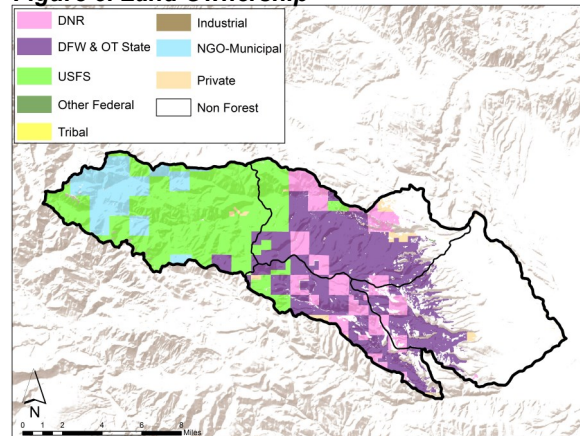 DNR
DFW & OT State
USFS
Other Federal
Tribal
Industrial
NGO-Municipal
Private
Non Forest
N
0 1 2 4 6 8
Miles